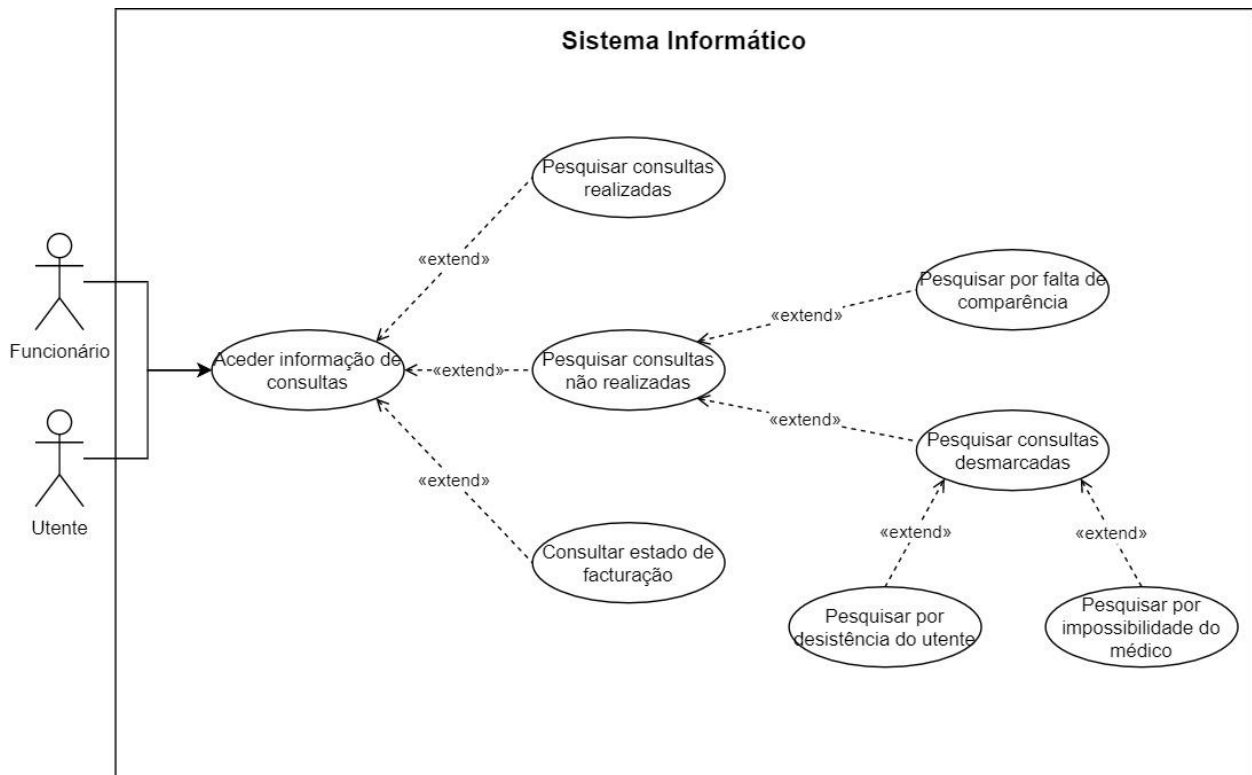 Sistema Informático
Pesquisar consultas
realizadas
«extend»
Funcionário
Utente
Aceder informação de
consultas
«extend»
Pesquisar consultas
não realizadas
«extend»
Pesquisar por falta de
comparência
«extend»
Pesquisar consultas
desmarcadas
«extend»
Consultar estado de
facturação
«extend»
«extend»
Pesquisar por
desistência do utente
Pesquisar por
impossibilidade do
médico